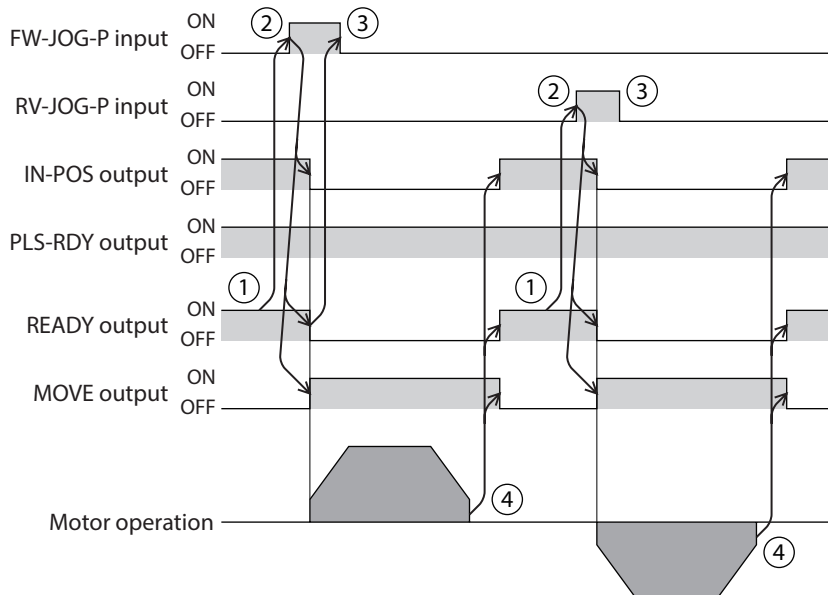 ON
FW-JOG-P input
OFF
2
3
ON
RV-JOG-P input
OFF
2
3
ON
IN-POS output
OFF
ON
PLS-RDY output
OFF
1
1
ON
READY output
OFF
ON
MOVE output
OFF
4
Motor operation
4